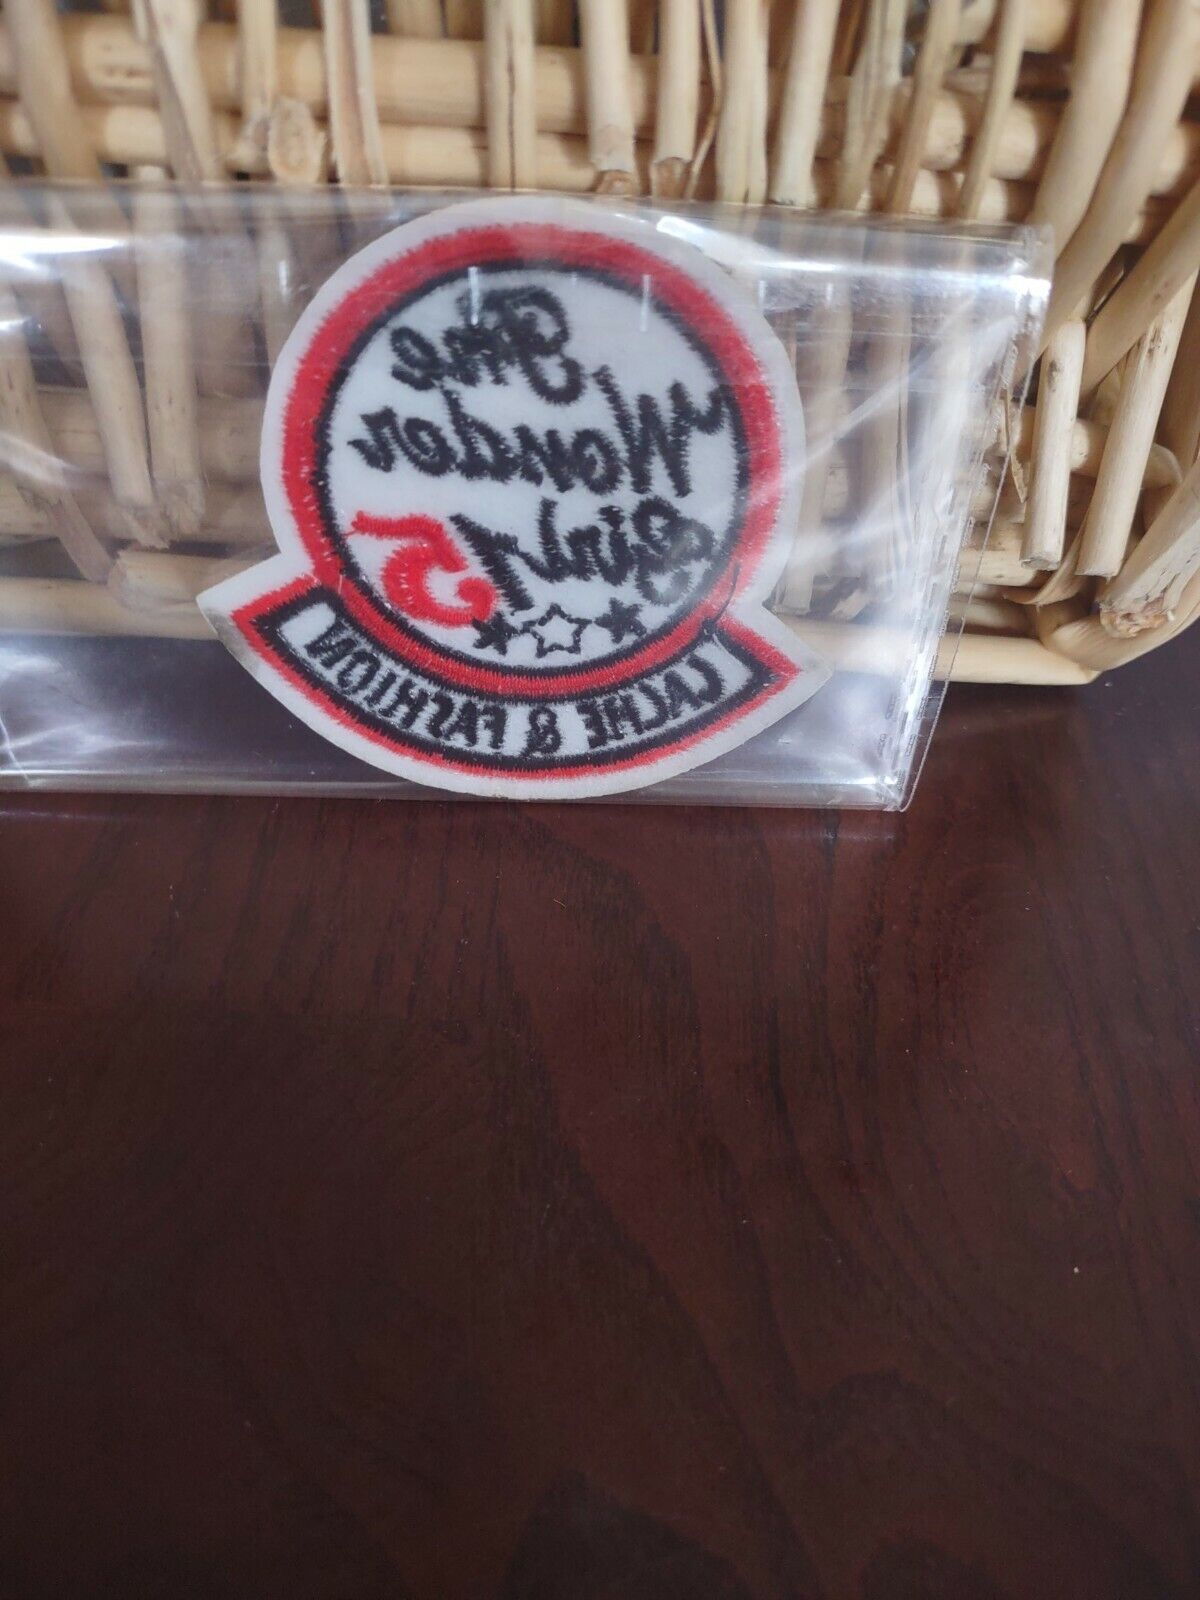 The
Wonder
Girl
& FASHION